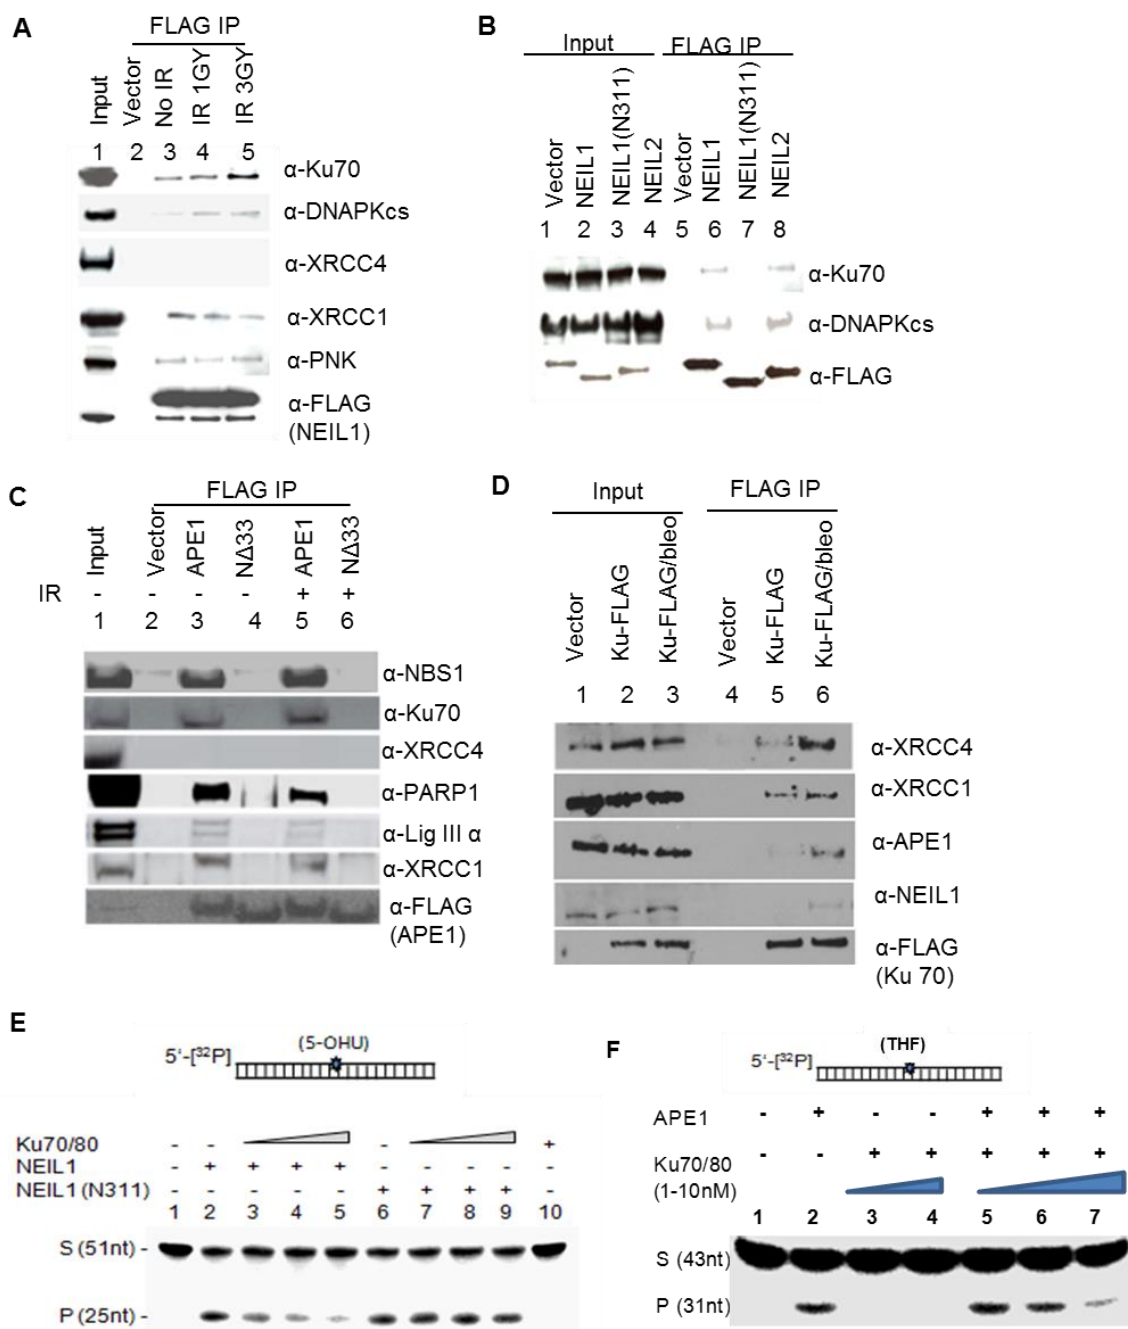 A
FLAG IP
Input
Vector
No IR
IR 1GY
IR 3GY
1 2 3 4 5
α-Ku70
α-DNAPKcs
α-XRCC4
α-XRCC1
α-PNK
α-FLAG
(NEIL1)
B
Input FLAG IP
Vector
NEIL1
NEIL1(N311)
NEIL2
Vector
NEIL1
NEIL1(N311)
NEIL2
1 2 3 4 5 6 7 8
α-Ku70
α-DNAPKcs
α-FLAG
C
FLAG IP
Input
Vector
APE1
NΔ33
APE1
NΔ33
IR - - - - + +
1 2 3 4 5 6
α-NBS1
α-Ku70
α-XRCC4
α-PARP1
α-Lig III α
α-XRCC1
α-FLAG
(APE1)
D
Input FLAG IP
Vector
Ku-FLAG
Ku-FLAG/bleo
Vector
Ku-FLAG
Ku-FLAG/bleo
1 2 3 4 5 6
α-XRCC4
α-XRCC1
α-APE1
α-NEIL1
α-FLAG
(Ku 70)
E
(5-OHU)
5'-[³²P]
Ku70/80 - - - +
NEIL1 - + + + + - - - - -
NEIL1 (N311) - - - - - + + + + -
1 2 3 4 5 6 7 8 9 10
S (51nt) -
P (25nt) -
F
(THF)
5'-[³²P]
APE1 - + - - + + +
Ku70/80 - - + + + + +
(1-10nM)
1 2 3 4 5 6 7
S (43nt)
P (31nt)